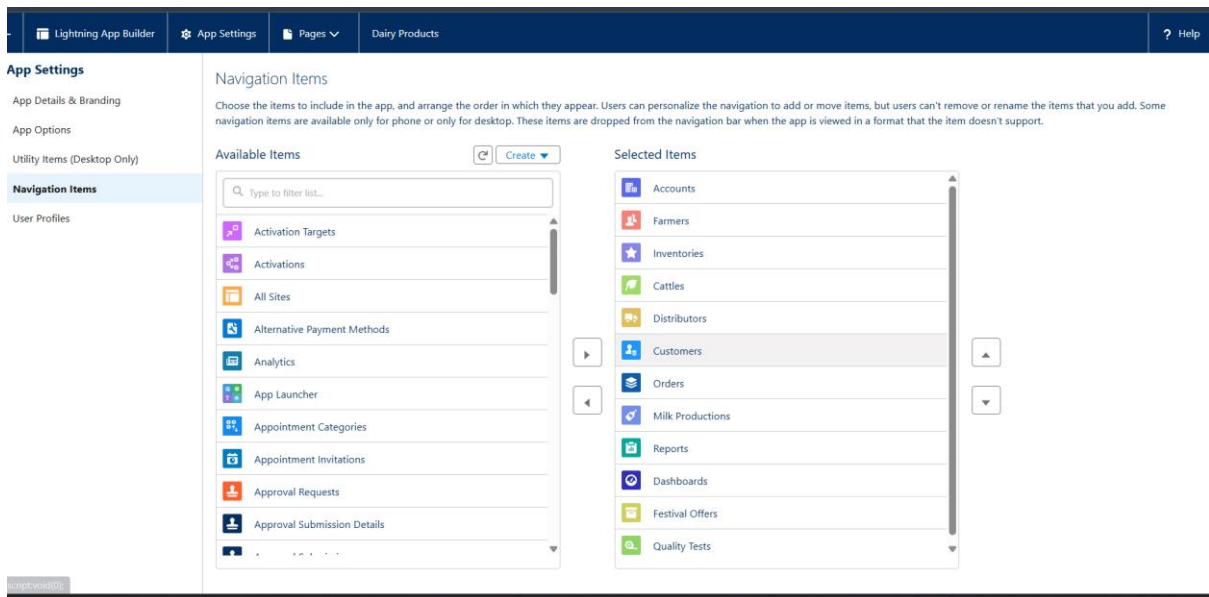 Lightning App Builder
App Settings
Pages
Dairy Products
? Help
App Settings
App Details & Branding
App Options
Utility Items (Desktop Only)
Navigation Items
User Profiles
Navigation Items
Choose the items to include in the app, and arrange the order in which they appear. Users can personalize the navigation to add or move items, but users can't remove or rename the items that you add. Some
navigation items are available only for phone or only for desktop. These items are dropped from the navigation bar when the app is viewed in a format that the item doesn't support.
Available Items
Create
Type to filter list...
Activation Targets
Activations
All Sites
Alternative Payment Methods
Analytics
App Launcher
Appointment Categories
Appointment Invitations
Approval Requests
Approval Submission Details
Selected Items
Accounts
Farmers
Inventories
Cattles
Distributors
Customers
Orders
Milk Productions
Reports
Dashboards
Festival Offers
Quality Tests
script:void(0);